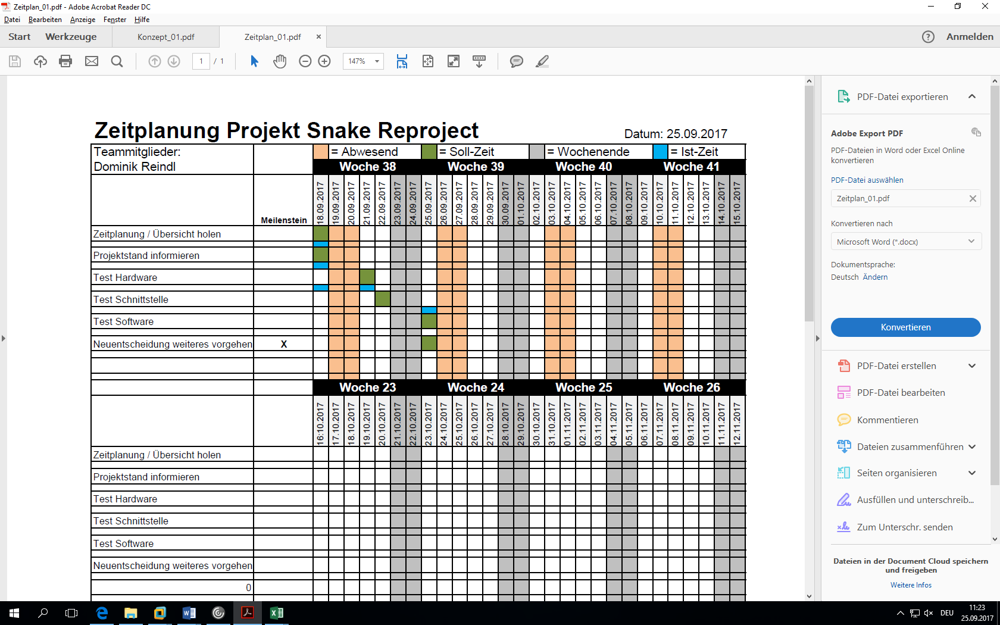 Zeitplan_01.pdf - Adobe Acrobat Reader DC
Datei Bearbeiten Anzeige Fenster Hilfe
Start Werkzeuge Konzept_01.pdf Zeitplan_01.pdf × ? Anmelden
1 / 1 147%
Zeitplanung Projekt Snake Reproject Datum: 25.09.2017
Teammitglieder: = Abwesend = Soll-Zeit = Wochenende = Ist-Zeit
Dominik Reindl Woche 38 Woche 39 Woche 40 Woche 41
Meilenstein 18.09.2017 19.09.2017 20.09.2017 21.09.2017 22.09.2017 23.09.2017 24.09.2017 25.09.2017 26.09.2017 27.09.2017 28.09.2017 29.09.2017 30.09.2017 01.10.2017 02.10.2017 03.10.2017 04.10.2017 05.10.2017 06.10.2017 07.10.2017 08.10.2017 09.10.2017 10.10.2017 11.10.2017 12.10.2017 13.10.2017 14.10.2017 15.10.2017
Zeitplanung / Übersicht holen
Projektstand informieren
Test Hardware
Test Schnittstelle
Test Software
Neuentscheidung weiteres vorgehen X
Woche 23 Woche 24 Woche 25 Woche 26
16.10.2017 17.10.2017 18.10.2017 19.10.2017 20.10.2017 21.10.2017 22.10.2017 23.10.2017 24.10.2017 25.10.2017 26.10.2017 27.10.2017 28.10.2017 29.10.2017 30.10.2017 31.10.2017 01.11.2017 02.11.2017 03.11.2017 04.11.2017 05.11.2017 06.11.2017 07.11.2017 08.11.2017 09.11.2017 10.11.2017 11.11.2017 12.11.2017
Zeitplanung / Übersicht holen
Projektstand informieren
Test Hardware
Test Schnittstelle
Test Software
Neuentscheidung weiteres vorgehen
0
PDF-Datei exportieren
Adobe Export PDF
PDF-Dateien in Word oder Excel Online
konvertieren
PDF-Datei auswählen
Zeitplan_01.pdf
Konvertieren nach
Microsoft Word (*.docx)
Dokumentsprache:
Deutsch Ändern
Konvertieren
PDF-Datei erstellen
PDF-Datei bearbeiten
Kommentieren
Dateien zusammenführen
Seiten organisieren
Ausfüllen und unterschreib...
Zum Unterschr. senden
Dateien in der Document Cloud speichern
und freigeben
Weitere Infos
DEU 11:23
25.09.2017